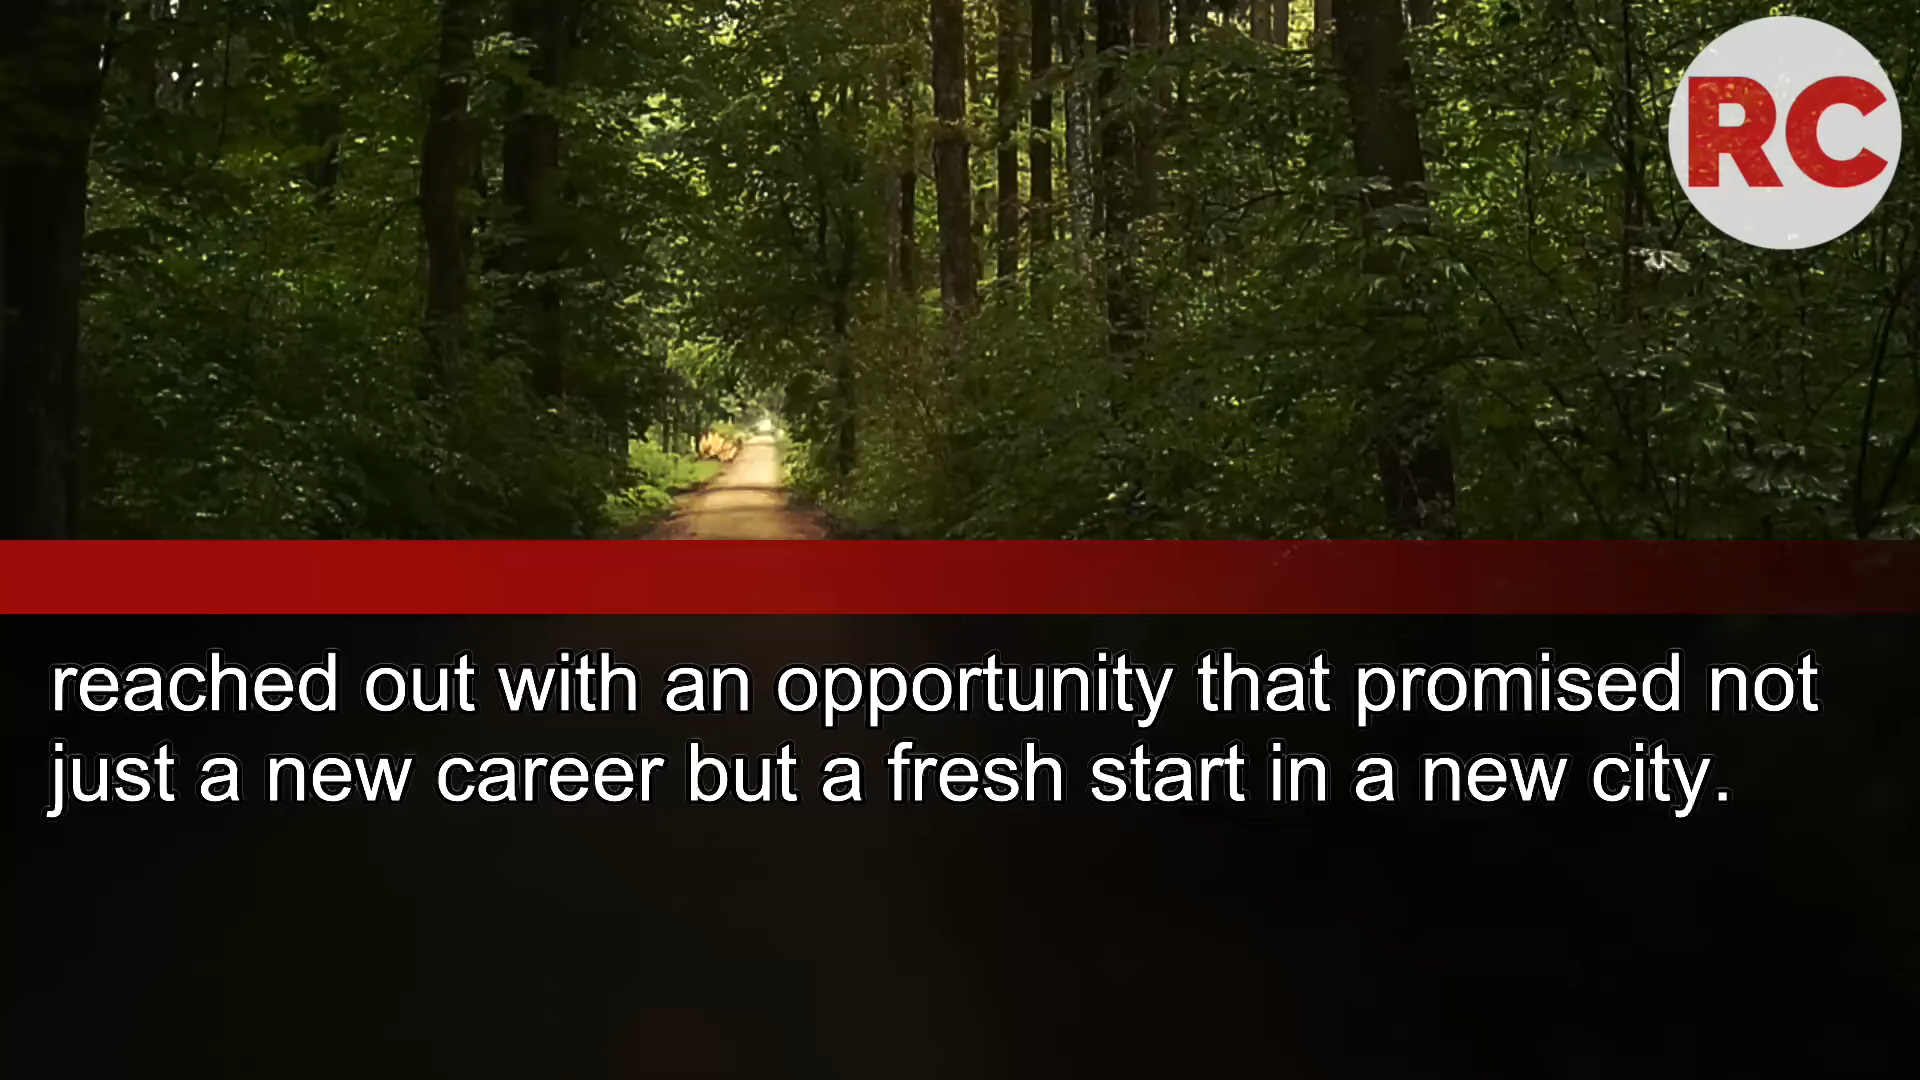 RC
reached out with an opportunity that promised not
just a new career but a fresh start in a new city.